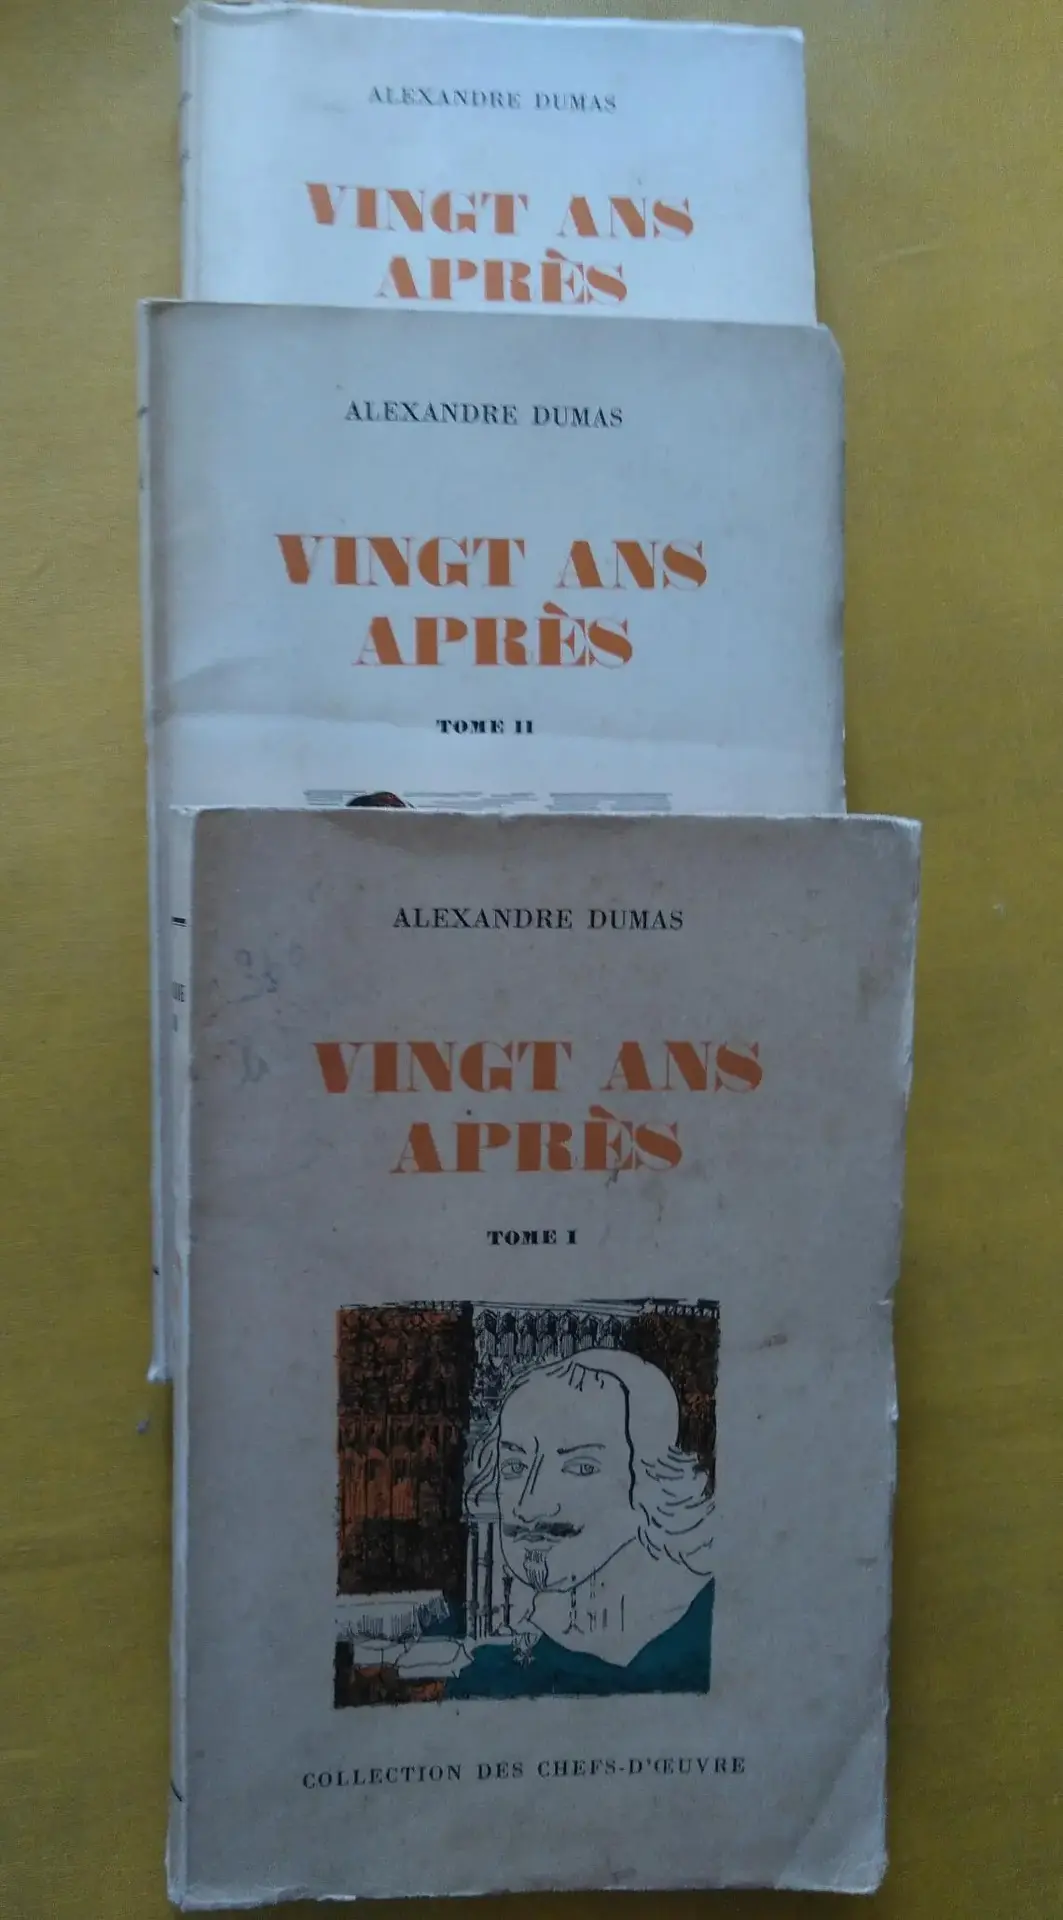 ALEXANDRE DUMAS
VINGT ANS
APRÈS
ALEXANDRE DUMAS
VINGT ANS
APRÈS
TOME II
ALEXANDRE DUMAS
VINGT ANS
APRÈS
TOME I
COLLECTION DES CHEFS-D'ŒUVRE